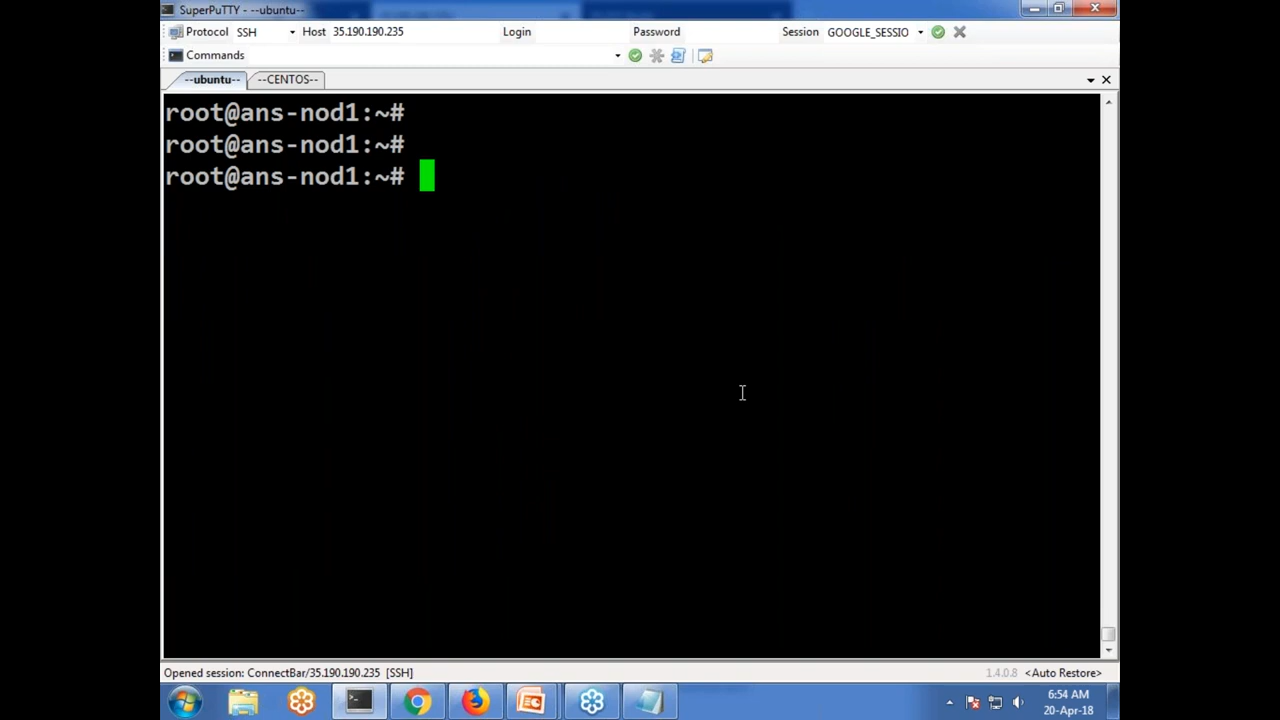 SuperPuTTY - --ubuntu--
Protocol SSH Host 35.190.190.235 Login Password Session GOOGLE_SESSIO
Commands
--ubuntu-- --CENTOS--
root@ans-nod1:~#
root@ans-nod1:~#
root@ans-nod1:~#
Opened session: ConnectBar/35.190.190.235 [SSH] 1.4.0.8 <Auto Restore>
6:54 AM
20-Apr-18